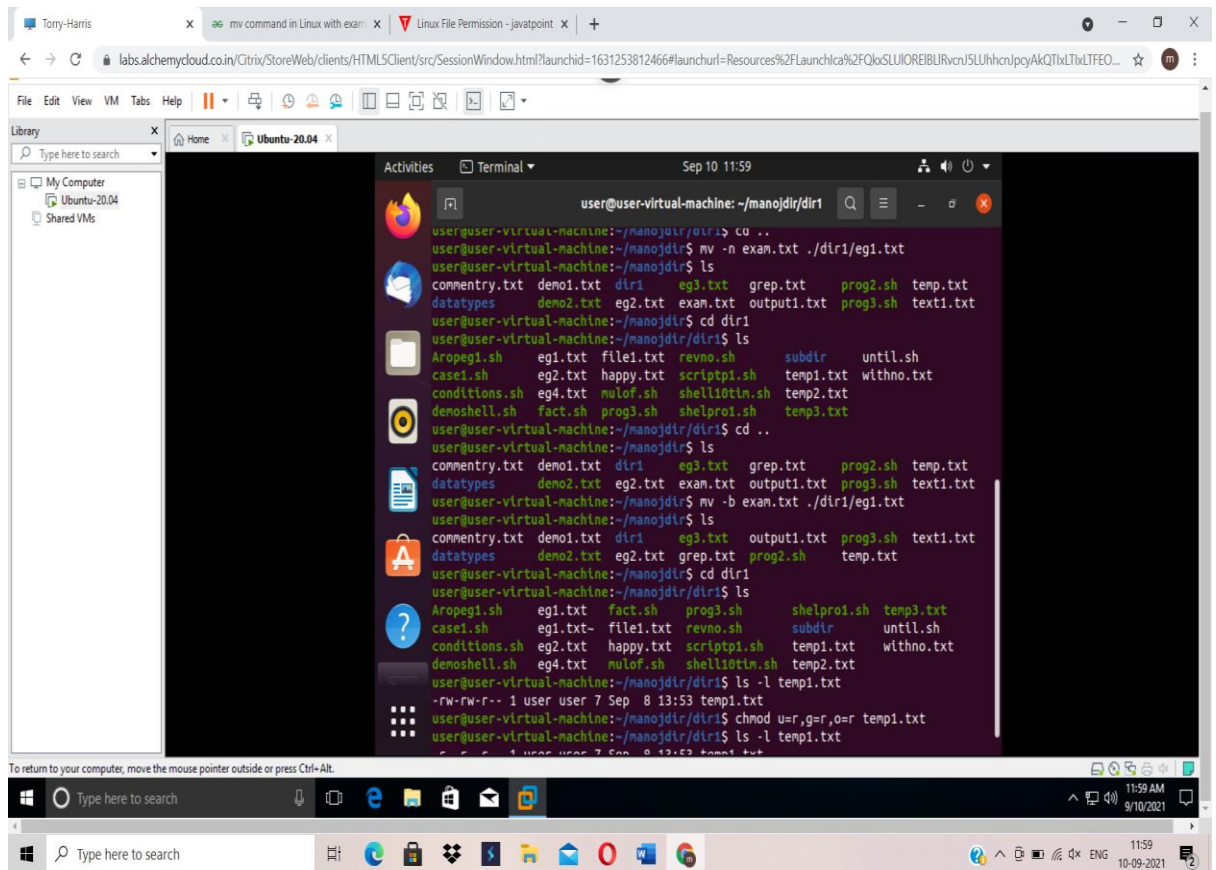 Torry-Harris
mv command in Linux with exam
Linux File Permission - javatpoint
File Edit View VM Tabs Help
Library
Home
Ubuntu-20.04
Type here to search
My Computer
Ubuntu-20.04
Shared VMs
Activities Terminal Sep 10 11:59
user@user-virtual-machine: ~/manojdir/dir1
user@user-virtual-machine:~/manojdir/dir1$ cd ..
user@user-virtual-machine:~/manojdir$ mv -n exam.txt ./dir1/eg1.txt
user@user-virtual-machine:~/manojdir$ ls
commentry.txt demo1.txt dir1 eg3.txt grep.txt prog2.sh temp.txt
datatypes demo2.txt eg2.txt exam.txt output1.txt prog3.sh text1.txt
user@user-virtual-machine:~/manojdir$ cd dir1
user@user-virtual-machine:~/manojdir/dir1$ ls
Aropeg1.sh eg1.txt file1.txt revno.sh subdir until.sh
case1.sh eg2.txt happy.txt scriptp1.sh temp1.txt withno.txt
conditions.sh eg4.txt mulof.sh shell10tim.sh temp2.txt
demoshell.sh fact.sh prog3.sh shelpro1.sh temp3.txt
user@user-virtual-machine:~/manojdir/dir1$ cd ..
user@user-virtual-machine:~/manojdir$ ls
commentry.txt demo1.txt dir1 eg3.txt grep.txt prog2.sh temp.txt
datatypes demo2.txt eg2.txt exam.txt output1.txt prog3.sh text1.txt
user@user-virtual-machine:~/manojdir$ mv -b exam.txt ./dir1/eg1.txt
user@user-virtual-machine:~/manojdir$ ls
commentry.txt demo1.txt dir1 eg3.txt output1.txt prog3.sh text1.txt
datatypes demo2.txt eg2.txt grep.txt prog2.sh temp.txt
user@user-virtual-machine:~/manojdir$ cd dir1
user@user-virtual-machine:~/manojdir/dir1$ ls
Aropeg1.sh eg1.txt fact.sh prog3.sh shelpro1.sh temp3.txt
case1.sh eg1.txt~ file1.txt revno.sh subdir until.sh
conditions.sh eg2.txt happy.txt scriptp1.sh temp1.txt withno.txt
demoshell.sh eg4.txt mulof.sh shell10tim.sh temp2.txt
user@user-virtual-machine:~/manojdir/dir1$ ls -l temp1.txt
-rw-rw-r-- 1 user user 7 Sep 8 13:53 temp1.txt
user@user-virtual-machine:~/manojdir/dir1$ chmod u=r,g=r,o=r temp1.txt
user@user-virtual-machine:~/manojdir/dir1$ ls -l temp1.txt
-r--r--r-- 1 user user 7 Sep 8 13:53 temp1.txt
To return to your computer, move the mouse pointer outside or press Ctrl+Alt.
Type here to search
11:59 AM
9/10/2021
Type here to search
ENG
11:59
10-09-2021
2